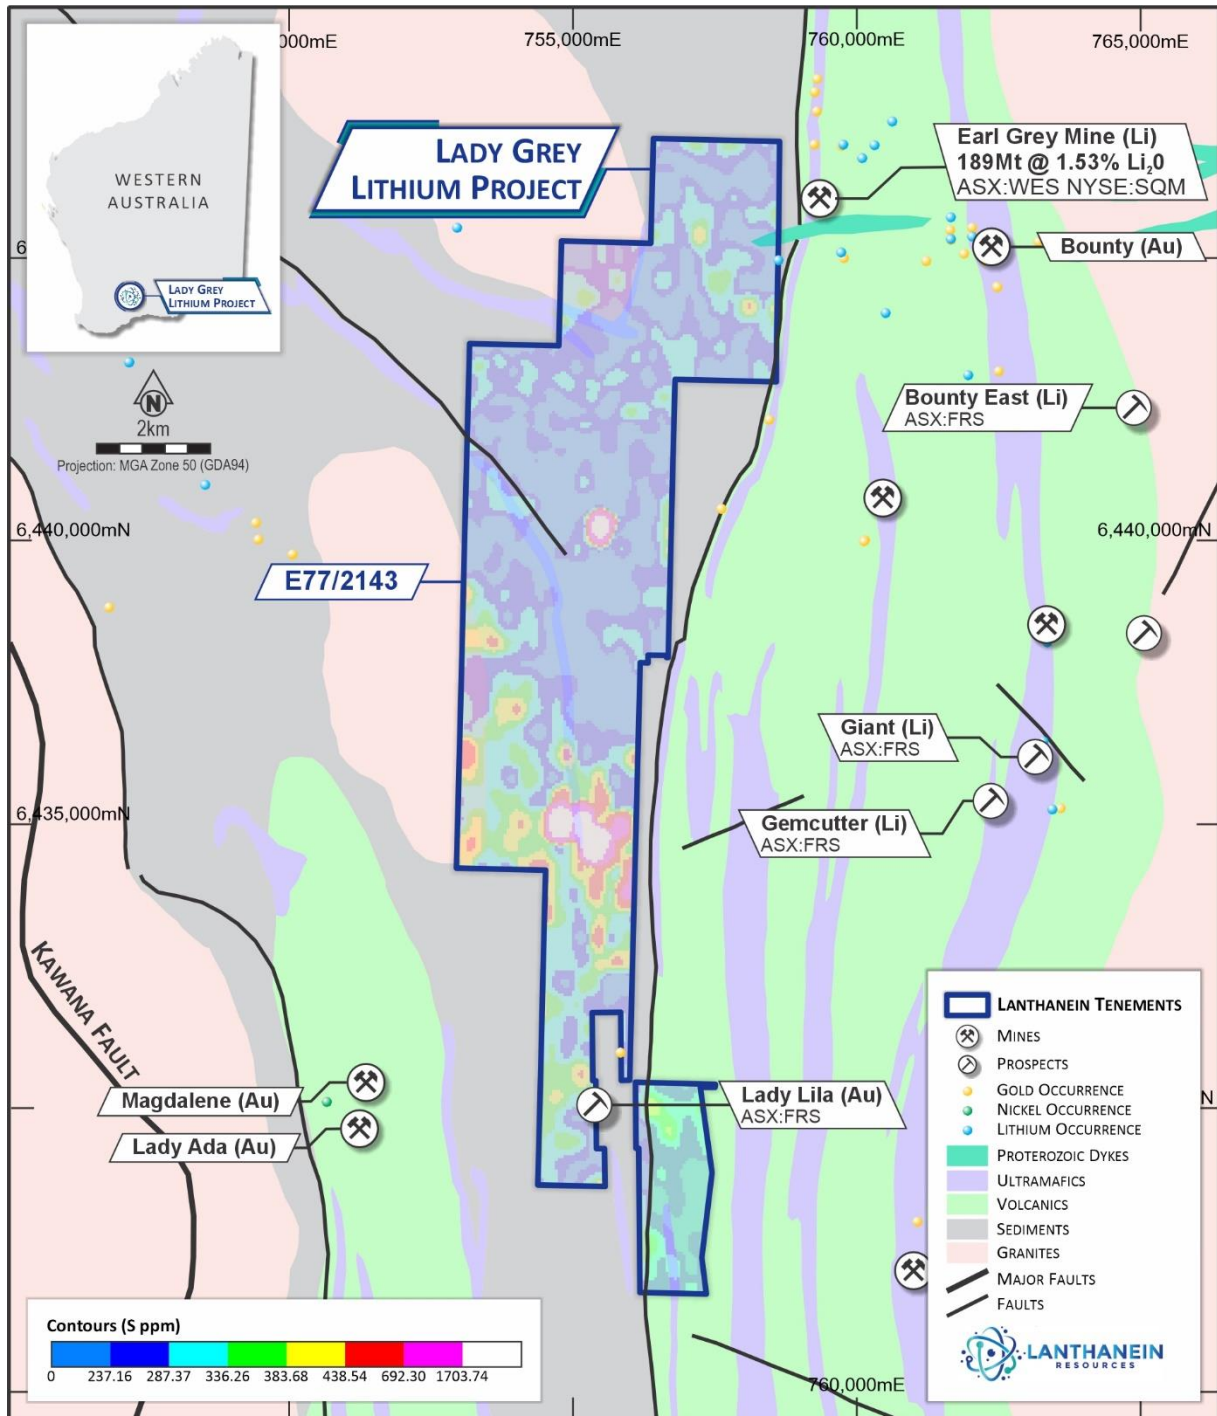 ,000mE
755,000mE
760,000mE
765,000mE
WESTERN
AUSTRALIA
LADY GREY
LITHIUM PROJECT
LADY GREY
LITHIUM PROJECT
Earl Grey Mine (Li)
189Mt @ 1.53% Li₂0
ASX:WES NYSE:SQM
Bounty (Au)
6
N
2km
Projection: MGA Zone 50 (GDA94)
Bounty East (Li)
ASX:FRS
6,440,000mN
6,440,000mN
E77/2143
Giant (Li)
ASX:FRS
6,435,000mN
Gemcutter (Li)
ASX:FRS
KAWANA FAULT
Magdalene (Au)
Lady Ada (Au)
Lady Lila (Au)
ASX:FRS
N
LANTHANEIN TENEMENTS
MINES
PROSPECTS
GOLD OCCURRENCE
NICKEL OCCURRENCE
LITHIUM OCCURRENCE
PROTEROZOIC DYKES
ULTRAMAFICS
VOLCANICS
SEDIMENTS
GRANITES
MAJOR FAULTS
FAULTS
LANTHANEIN
RESOURCES
Contours (S ppm)
0 237.16 287.37 336.26 383.68 438.54 692.30 1703.74
760,000mE